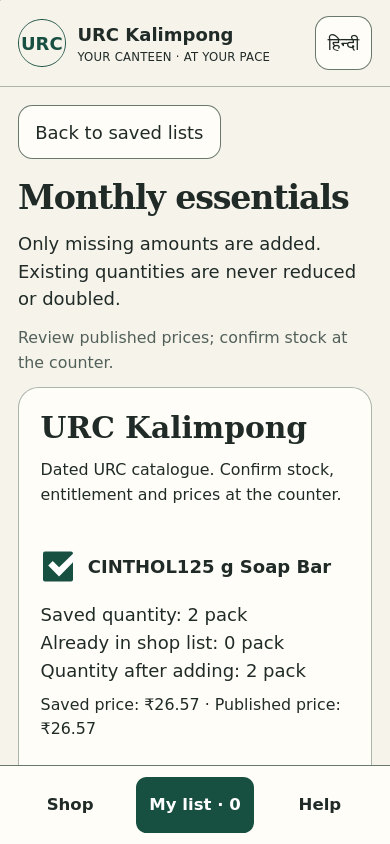 URC
URC Kalimpong
YOUR CANTEEN · AT YOUR PACE
हिन्दी
Back to saved lists
Monthly essentials
Only missing amounts are added.
Existing quantities are never reduced
or doubled.
Review published prices; confirm stock at
the counter.
URC Kalimpong
Dated URC catalogue. Confirm stock,
entitlement and prices at the counter.
CINTHOL125 g Soap Bar
Saved quantity: 2 pack
Already in shop list: 0 pack
Quantity after adding: 2 pack
Saved price: ₹26.57 · Published price:
₹26.57
Shop
My list · 0
Help